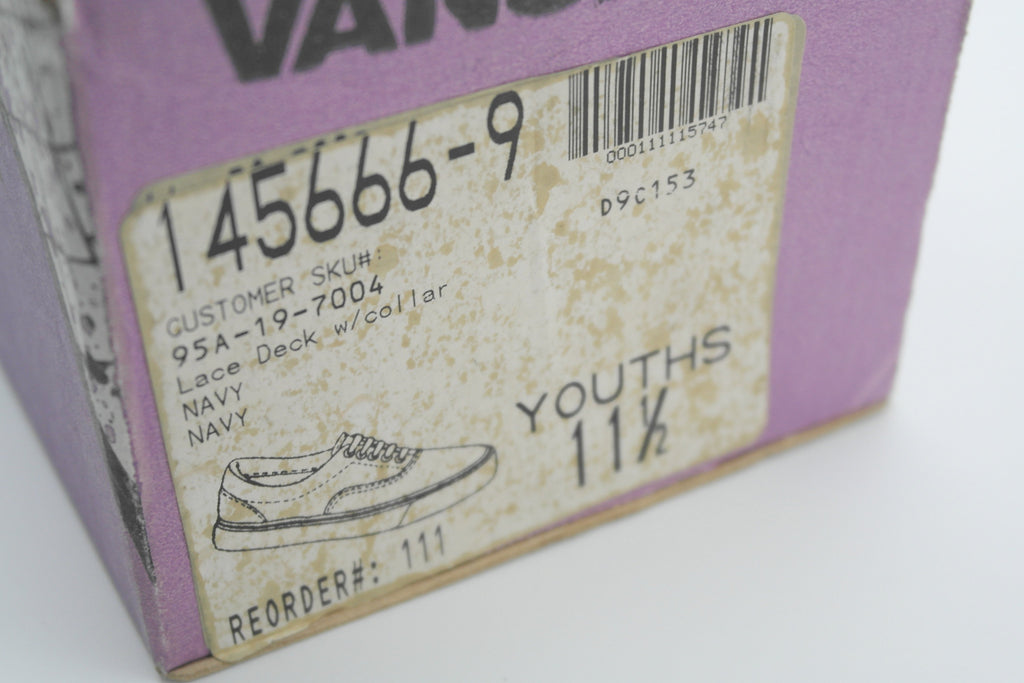 VANS
145666-9
000111115747
D9C153
CUSTOMER SKU#:
95A-19-7004
Lace Deck w/collar
NAVY
NAVY
YOUTHS
11½
REORDER#: 111